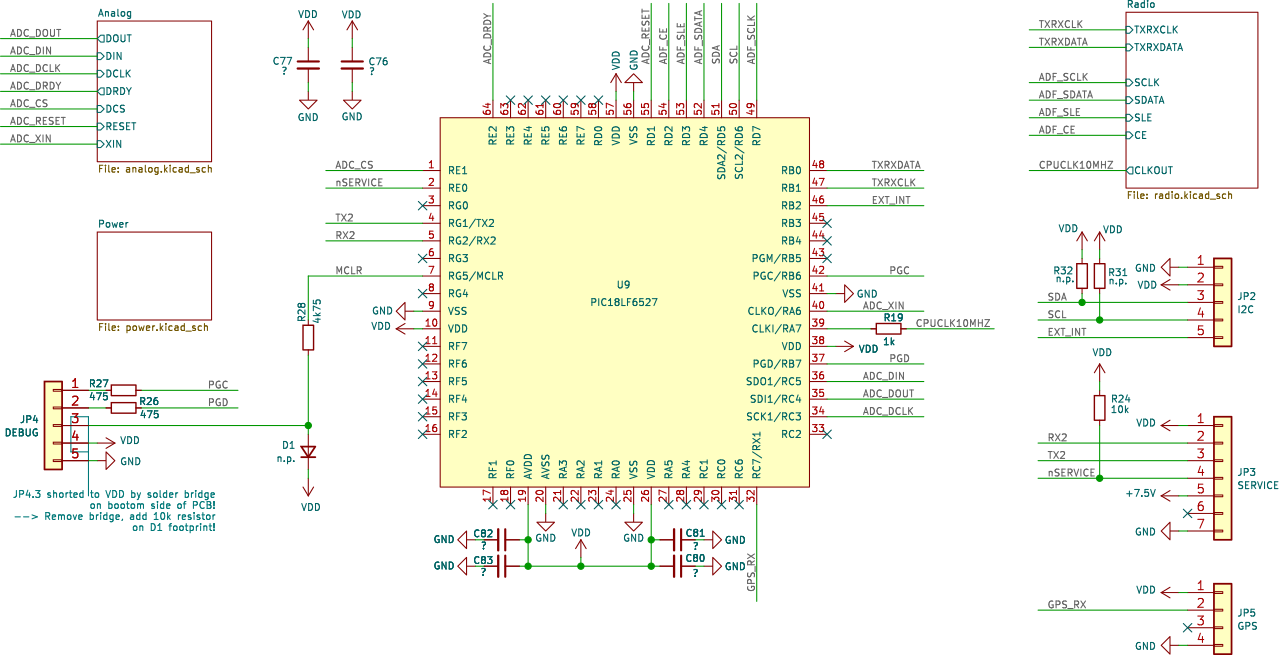 Analog
ADC_DOUT
DOUT
ADC_DIN
DIN
ADC_DCLK
DCLK
ADC_DRDY
DRDY
ADC_CS
DCS
ADC_RESET
RESET
ADC_XIN
XIN
File: analog.kicad_sch
Power
File: power.kicad_sch
VDD
C77
?
GND
VDD
C76
?
GND
ADC_DRDY
VDD
GND
ADC_RESET
ADF_CE
ADF_SLE
ADF_SDATA
SDA
SCL
ADF_SCLK
64
63
62
61
60
59
58
57
56
55
54
53
52
51
50
49
RE2
RE3
RE4
RE5
RE6
RE7
RD0
VDD
VSS
RD1
RD2
RD3
RD4
SDA2/RD5
SCL2/RD6
RD7
ADC_CS
1
RE1
nSERVICE
2
RE0
3
RG0
TX2
4
RG1/TX2
RX2
5
RG2/RX2
6
RG3
MCLR
7
RG5/MCLR
8
RG4
GND
9
VSS
VDD
10
VDD
11
RF7
12
RF6
13
RF5
14
RF4
15
RF3
16
RF2
U9
PIC18LF6527
RB0
48
TXRXDATA
RB1
47
TXRXCLK
RB2
46
EXT_INT
RB3
45
RB4
44
PGM/RB5
43
PGC/RB6
42
PGC
VSS
41
GND
CLKO/RA6
40
ADC_XIN
CLKI/RA7
39
R19
1k
CPUCLK10MHZ
VDD
38
VDD
PGD/RB7
37
PGD
SDO1/RC5
36
ADC_DIN
SDI1/RC4
35
ADC_DOUT
SCK1/RC3
34
ADC_DCLK
RC2
33
RF1
RF0
AVDD
AVSS
RA3
RA2
RA1
RA0
VSS
VDD
RA5
RA4
RC1
RC0
RC6
RC7/RX1
17
18
19
20
21
22
23
24
25
26
27
28
29
30
31
32
GND
GND
GND
C82
?
GND
C83
?
VDD
C81
?
GND
C80
?
GND
GPS_RX
R28
4k75
D1
n.p.
VDD
JP4
DEBUG
1
2
3
4
5
R27
475
PGC
R26
475
PGD
VDD
GND
JP4.3 shorted to VDD by solder bridge
on bootom side of PCB!
--> Remove bridge, add 10k resistor
on D1 footprint!
Radio
TXRXCLK
TXRXCLK
TXRXDATA
TXRXDATA
ADF_SCLK
SCLK
ADF_SDATA
SDATA
ADF_SLE
SLE
ADF_CE
CE
CPUCLK10MHZ
CLKOUT
File: radio.kicad_sch
VDD
VDD
R32
n.p.
R31
n.p.
GND
1
VDD
2
SDA
3
SCL
4
EXT_INT
5
JP2
I2C
VDD
R24
10k
VDD
1
RX2
2
TX2
3
nSERVICE
4
+7.5V
5
6
GND
7
JP3
SERVICE
VDD
1
GPS_RX
2
3
GND
4
JP5
GPS